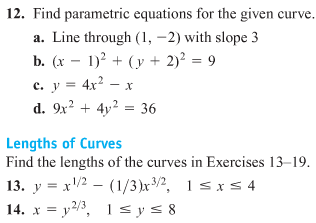 12. Find parametric equations for the given curve.
a. Line through (1, −2) with slope 3
b. (x − 1)² + (y + 2)² = 9
c. y = 4x² − x
d. 9x² + 4y² = 36
Lengths of Curves
Find the lengths of the curves in Exercises 13–19.
13. y = x^{1/2} − (1/3)x^{3/2}, 1 ≤ x ≤ 4
14. x = y^{2/3}, 1 ≤ y ≤ 8